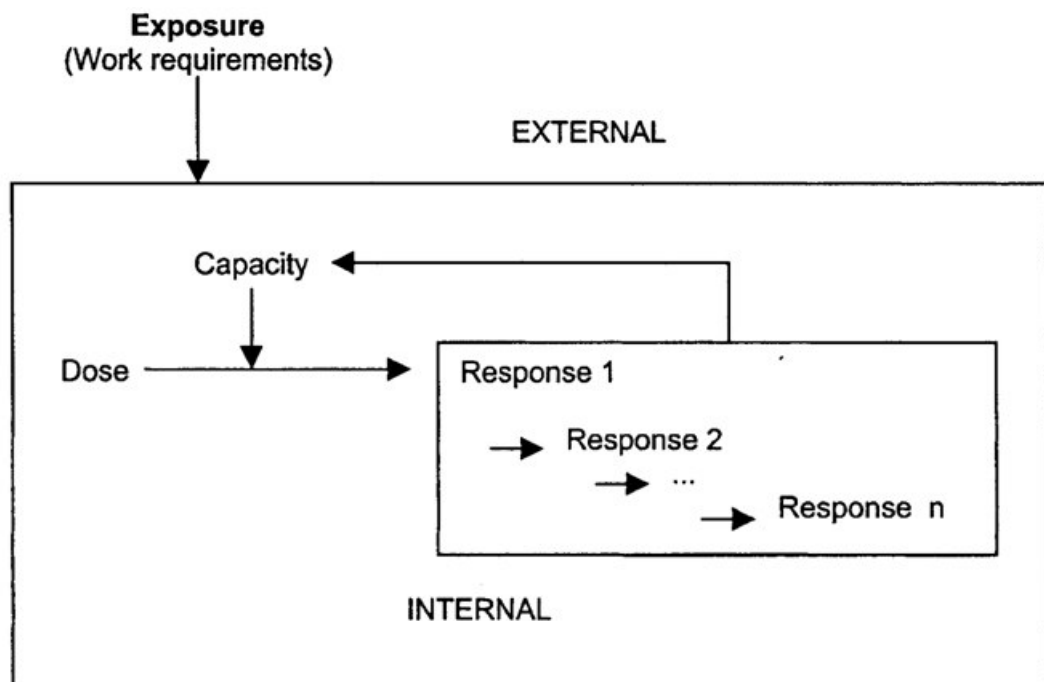 Exposure
(Work requirements)
EXTERNAL
Capacity
Dose
Response 1
Response 2
...
Response n
INTERNAL